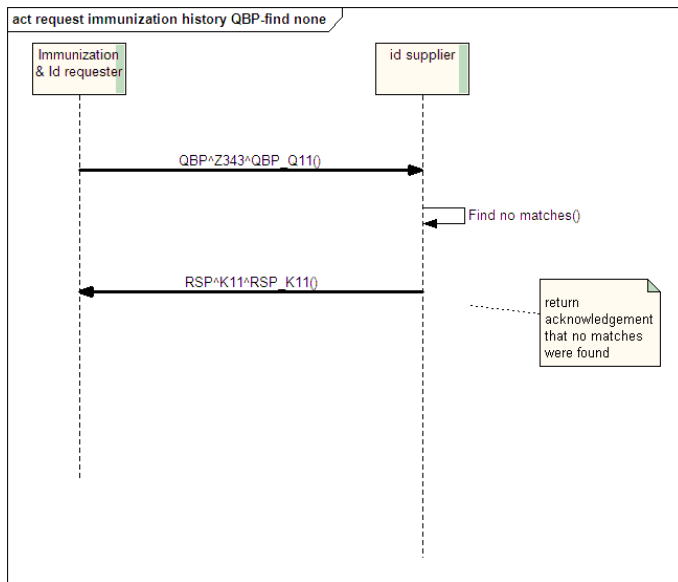 act request immunization history QBP-find none
Immunization
& Id requester
id supplier
QBP^Z343^QBP_Q11()
Find no matches()
RSP^K11^RSP_K11()
return
acknowledgement
that no matches
were found